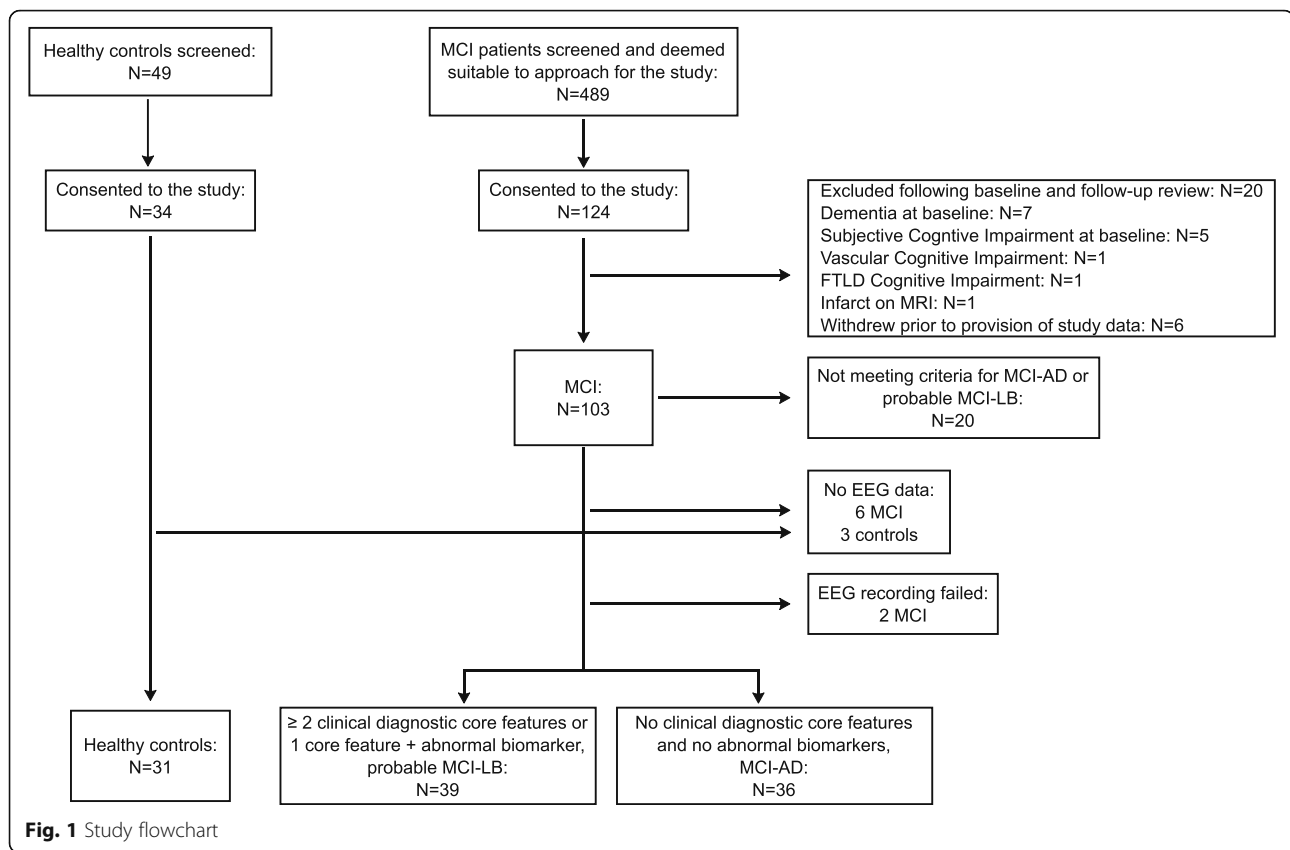 Healthy controls screened:
N=49
MCI patients screened and deemed
suitable to approach for the study:
N=489
Consented to the study:
N=34
Consented to the study:
N=124
Excluded following baseline and follow-up review: N=20
Dementia at baseline: N=7
Subjective Cogntive Impairment at baseline: N=5
Vascular Cognitive Impairment: N=1
FTLD Cognitive Impairment: N=1
Infarct on MRI: N=1
Withdrew prior to provision of study data: N=6
MCI:
N=103
Not meeting criteria for MCI-AD or
probable MCI-LB:
N=20
No EEG data:
6 MCI
3 controls
EEG recording failed:
2 MCI
Healthy controls:
N=31
≥ 2 clinical diagnostic core features or
1 core feature + abnormal biomarker,
probable MCI-LB:
N=39
No clinical diagnostic core features
and no abnormal biomarkers,
MCI-AD:
N=36
Fig. 1 Study flowchart